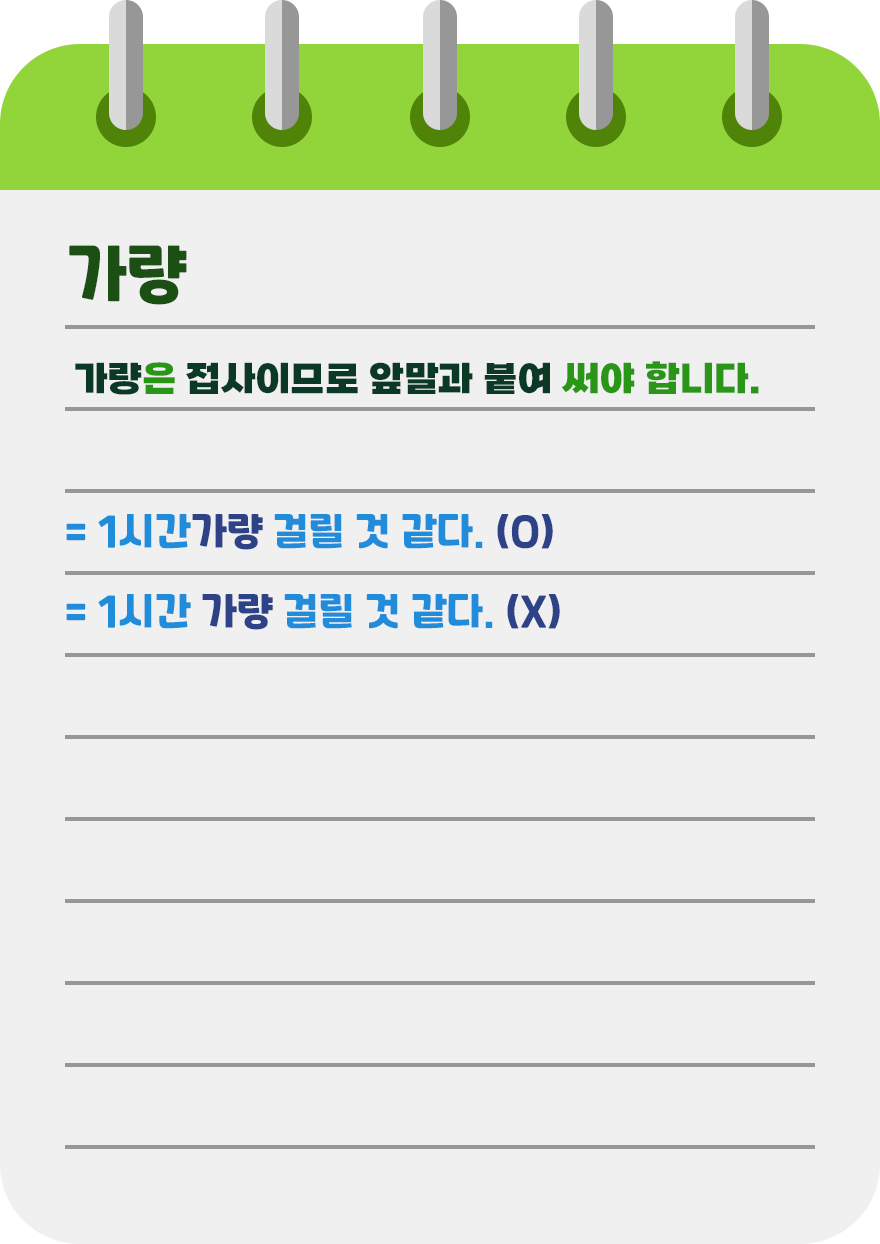 가량
가량은 접사이므로 앞말과 붙여 써야 합니다.
= 1시간가량 걸릴 것 같다. (O)
= 1시간 가량 걸릴 것 같다. (X)